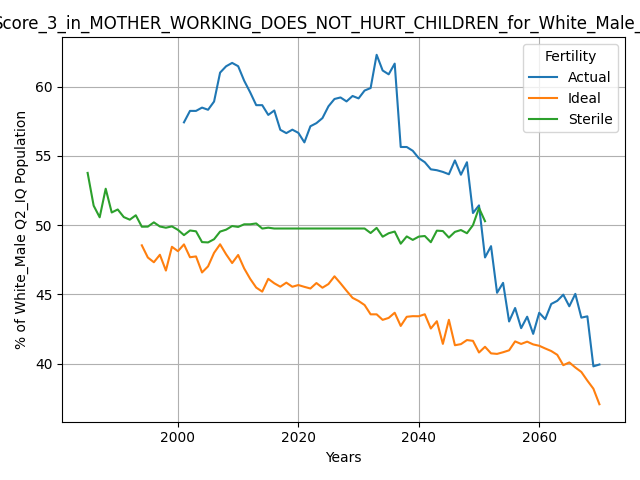 Score_3_in_MOTHER_WORKING_DOES_NOT_HURT_CHILDREN_for_White_Male_
Fertility
Actual
Ideal
Sterile
% of White_Male Q2_IQ Population
60
55
50
45
40
2000
2020
2040
2060
Years